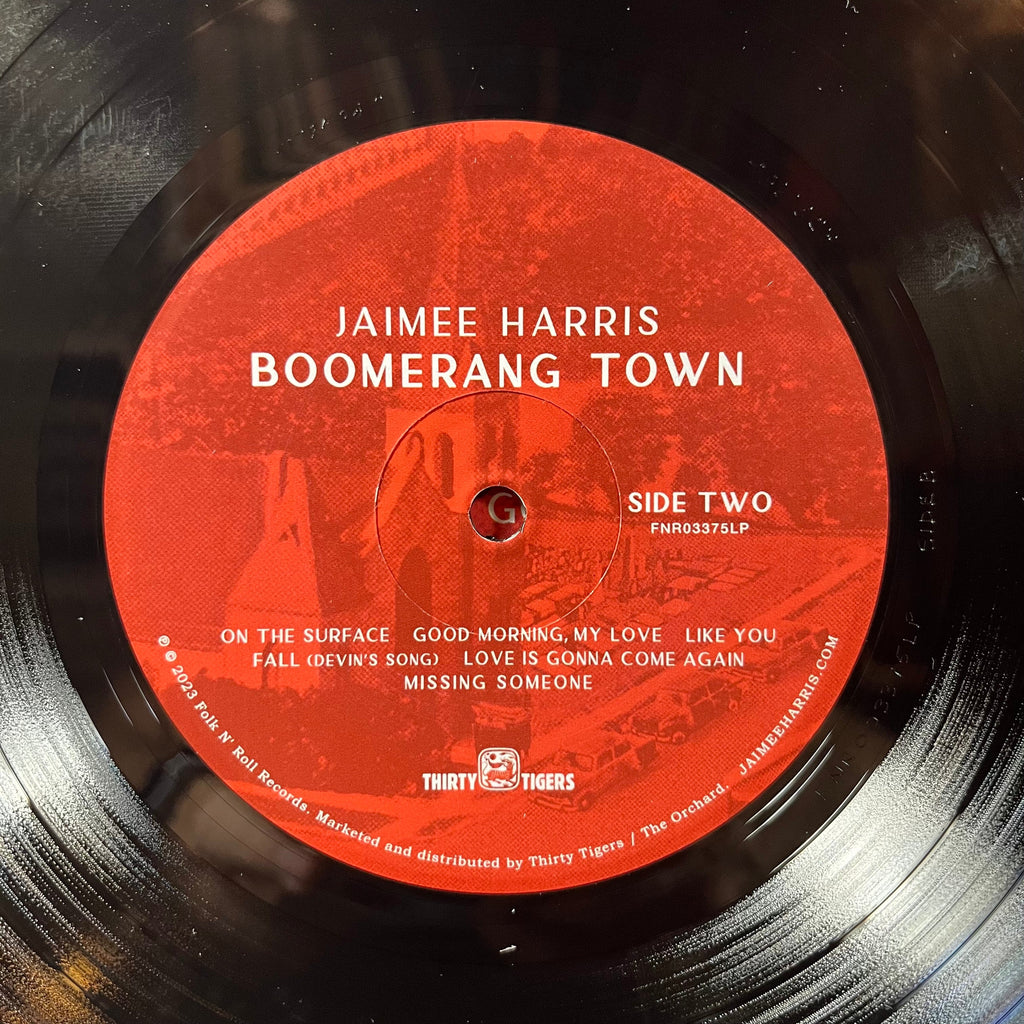 JAIMEE HARRIS
BOOMERANG TOWN
G
SIDE TWO
FNR03375LP
ON THE SURFACE GOOD MORNING, MY LOVE LIKE YOU
FALL (DEVIN'S SONG) LOVE IS GONNA COME AGAIN
MISSING SOMEONE
THIRTY TIGERS
℗ © 2023 Folk N' Roll Records. Marketed and distributed by Thirty Tigers / The Orchard. JAIMEEHARRIS.COM